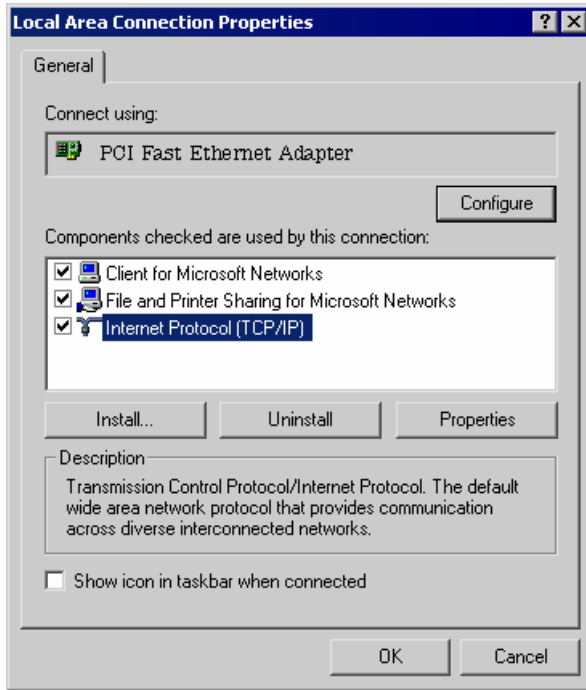 Local Area Connection Properties
General
Connect using:
PCI Fast Ethernet Adapter
Configure
Components checked are used by this connection:
Client for Microsoft Networks
File and Printer Sharing for Microsoft Networks
Internet Protocol (TCP/IP)
Install... Uninstall Properties
Description
Transmission Control Protocol/Internet Protocol. The default
wide area network protocol that provides communication
across diverse interconnected networks.
Show icon in taskbar when connected
OK Cancel